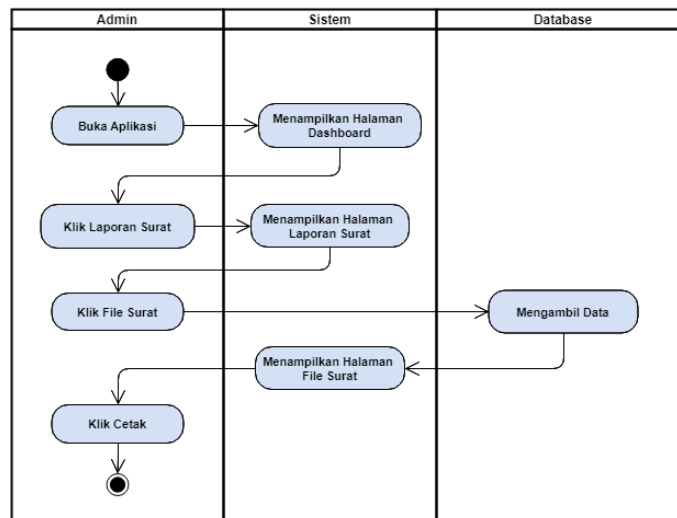 Admin
Sistem
Database
Buka Aplikasi
Menampilkan Halaman
Dashboard
Klik Laporan Surat
Menampilkan Halaman
Laporan Surat
Klik File Surat
Mengambil Data
Menampilkan Halaman
File Surat
Klik Cetak